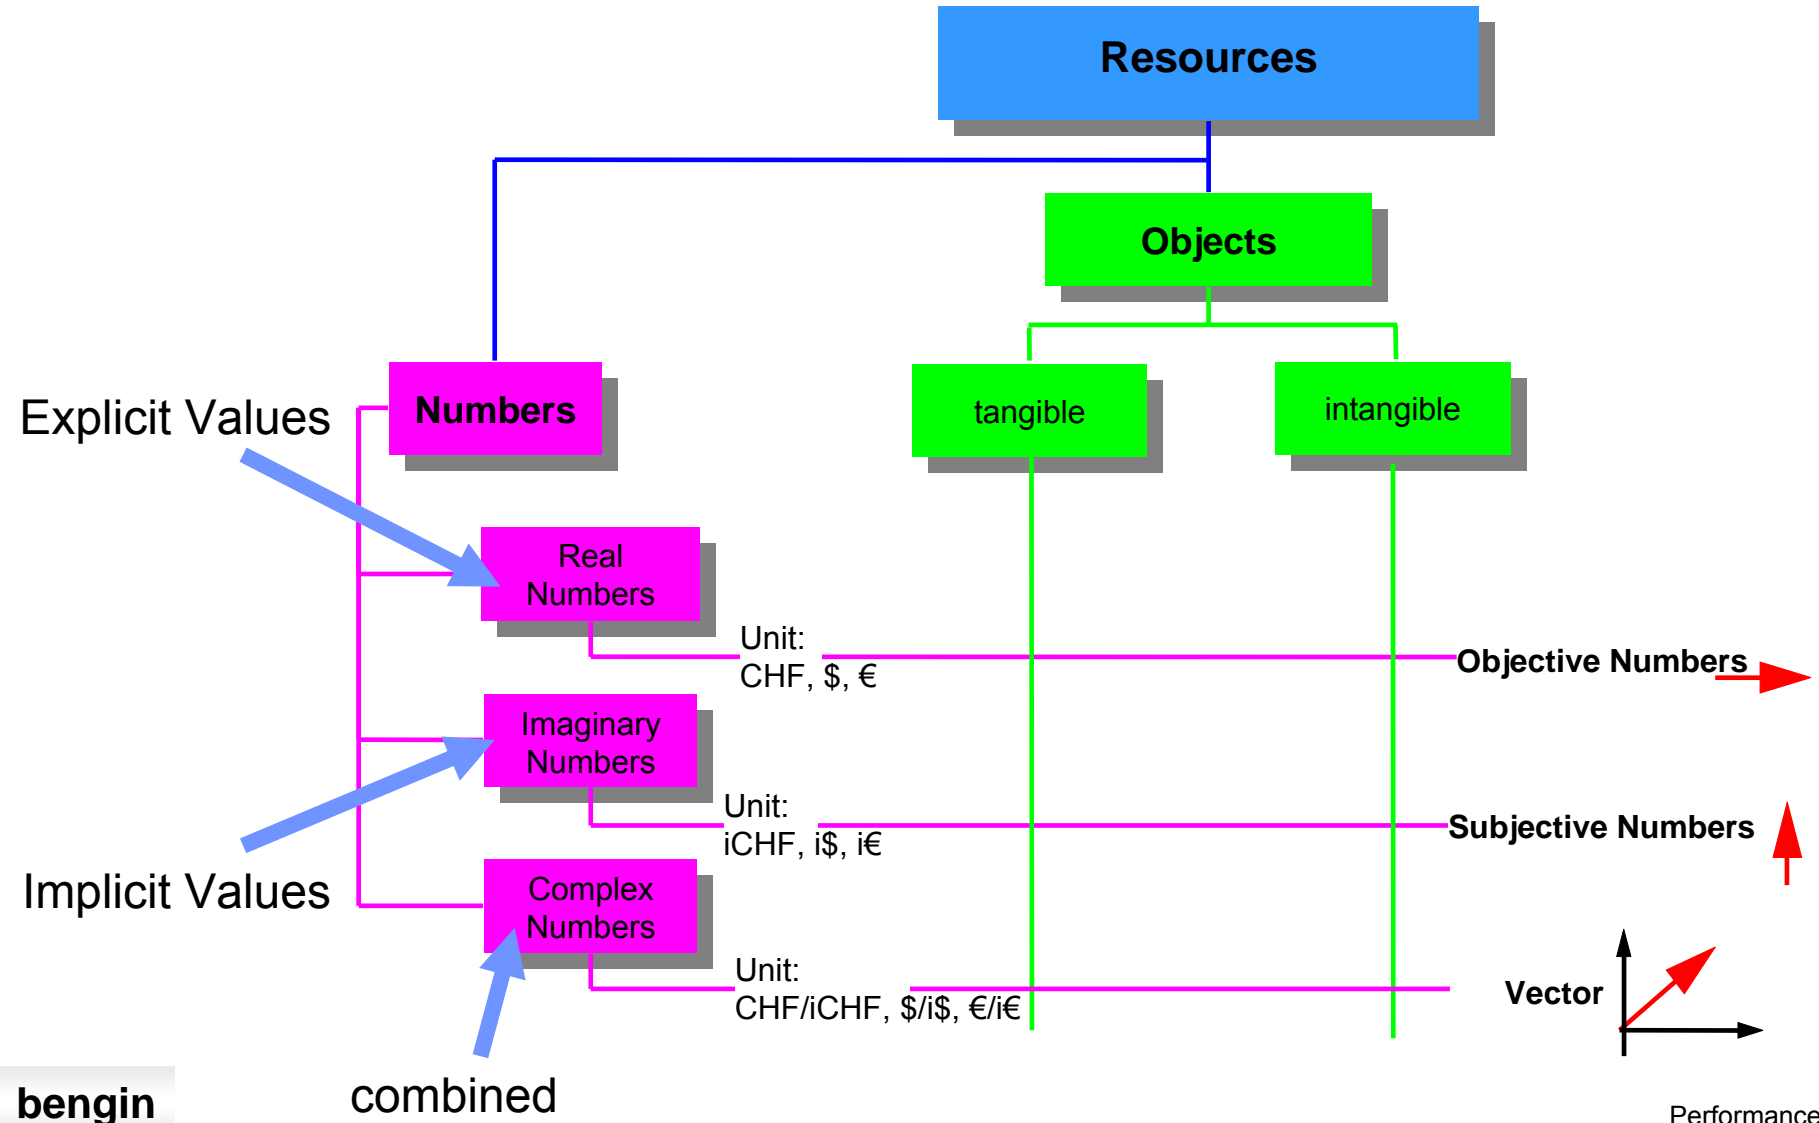 Resources
Objects
Explicit Values
Numbers
tangible
intangible
Real
Numbers
Unit:
CHF, $, €
Objective Numbers
Imaginary
Numbers
Unit:
iCHF, i$, i€
Subjective Numbers
Implicit Values
Complex
Numbers
Unit:
CHF/iCHF, $/i$, €/i€
Vector
combined
bengin
Performance